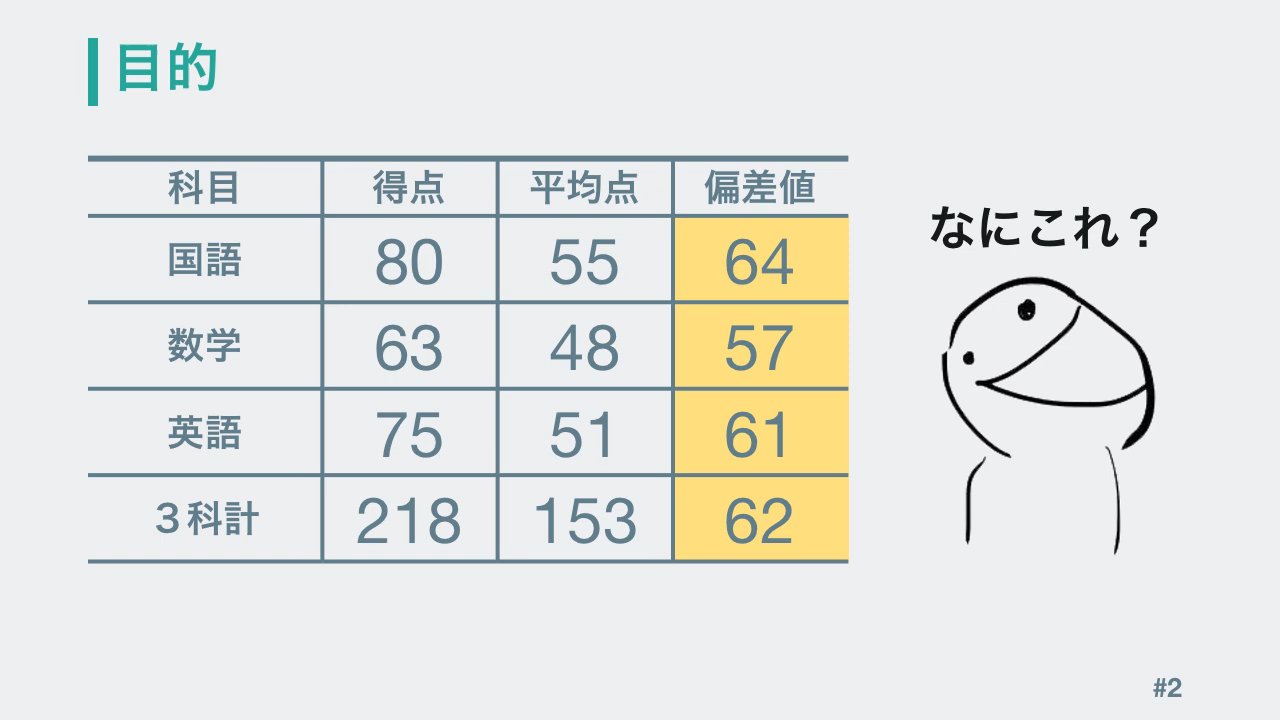 目的
科目 得点 平均点 偏差値
国語 80 55 64
数学 63 48 57
英語 75 51 61
３科計 218 153 62
なにこれ？
#2